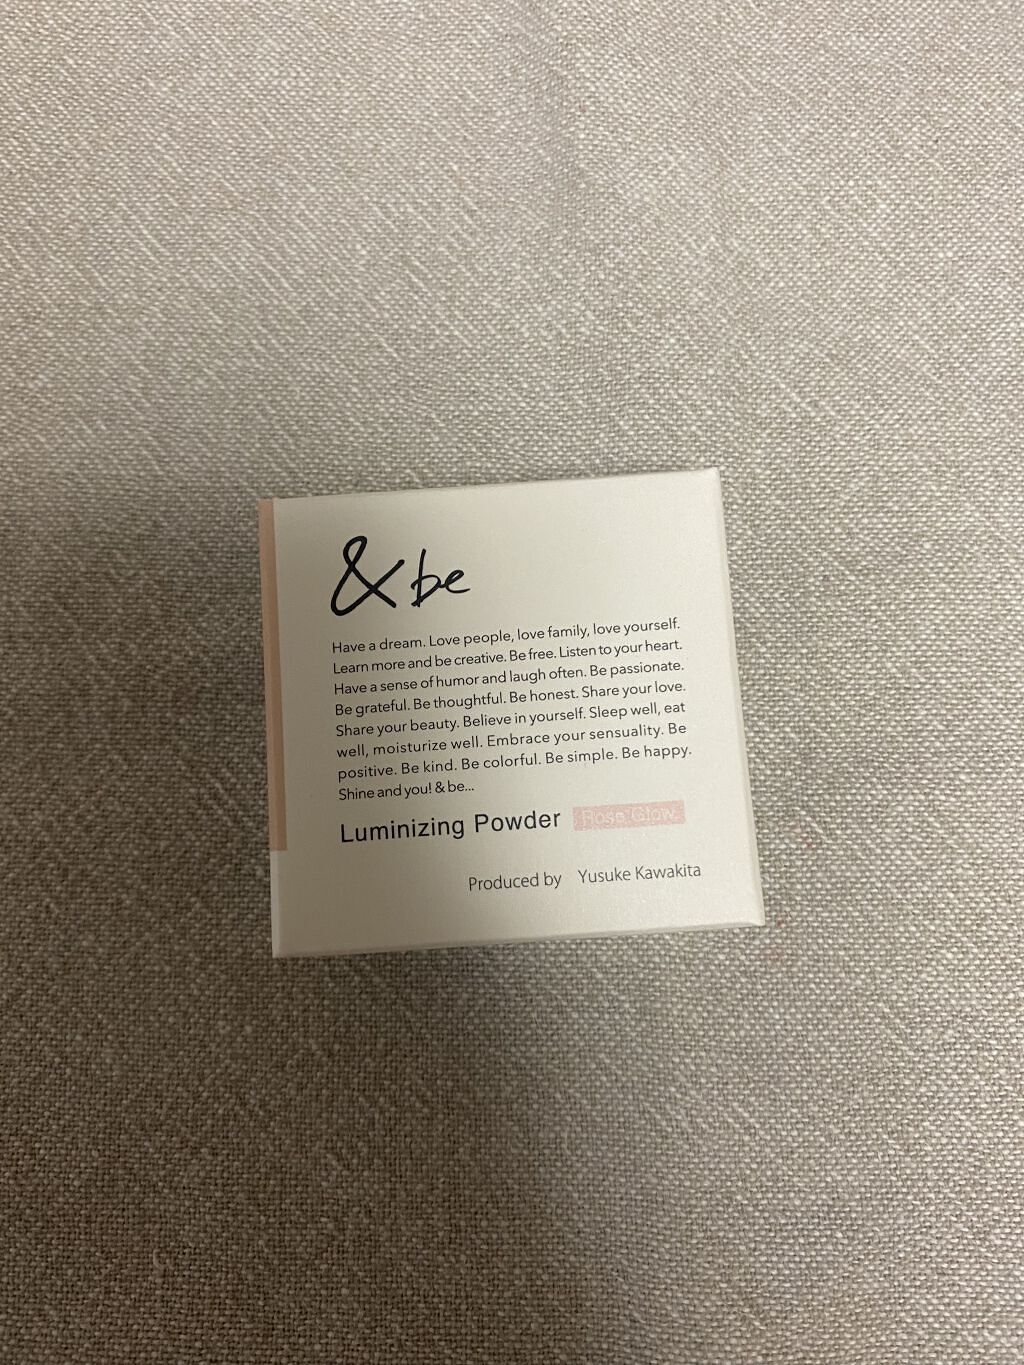 & be
Have a dream. Love people, love family, love yourself.
Learn more and be creative. Be free. Listen to your heart.
Have a sense of humor and laugh often. Be passionate.
Be grateful. Be thoughtful. Be honest. Share your love.
Share your beauty. Believe in yourself. Sleep well, eat
well, moisturize well. Embrace your sensuality. Be
positive. Be kind. Be colorful. Be simple. Be happy.
Shine and you! & be...
Luminizing Powder Rose Glow
Produced by Yusuke Kawakita